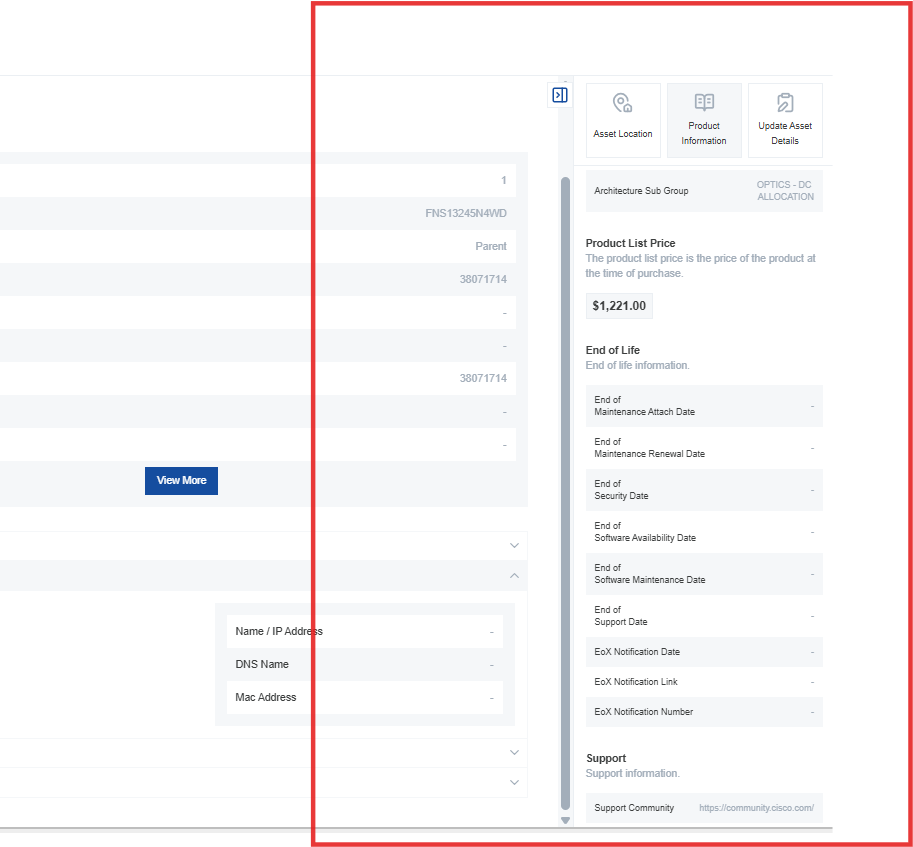 Asset Location
Product
Information
Update Asset
Details
1
FNS13245N4WD
Parent
38071714
-
-
38071714
-
-
View More
Name / IP Address -
DNS Name -
Mac Address -
Architecture Sub Group
OPTICS - DC
ALLOCATION
Product List Price
The product list price is the price of the product at
the time of purchase.
$1,221.00
End of Life
End of life information.
End of
Maintenance Attach Date -
End of
Maintenance Renewal Date -
End of
Security Date -
End of
Software Availability Date -
End of
Software Maintenance Date -
End of
Support Date -
EoX Notification Date -
EoX Notification Link -
EoX Notification Number -
Support
Support information.
Support Community https://community.cisco.com/